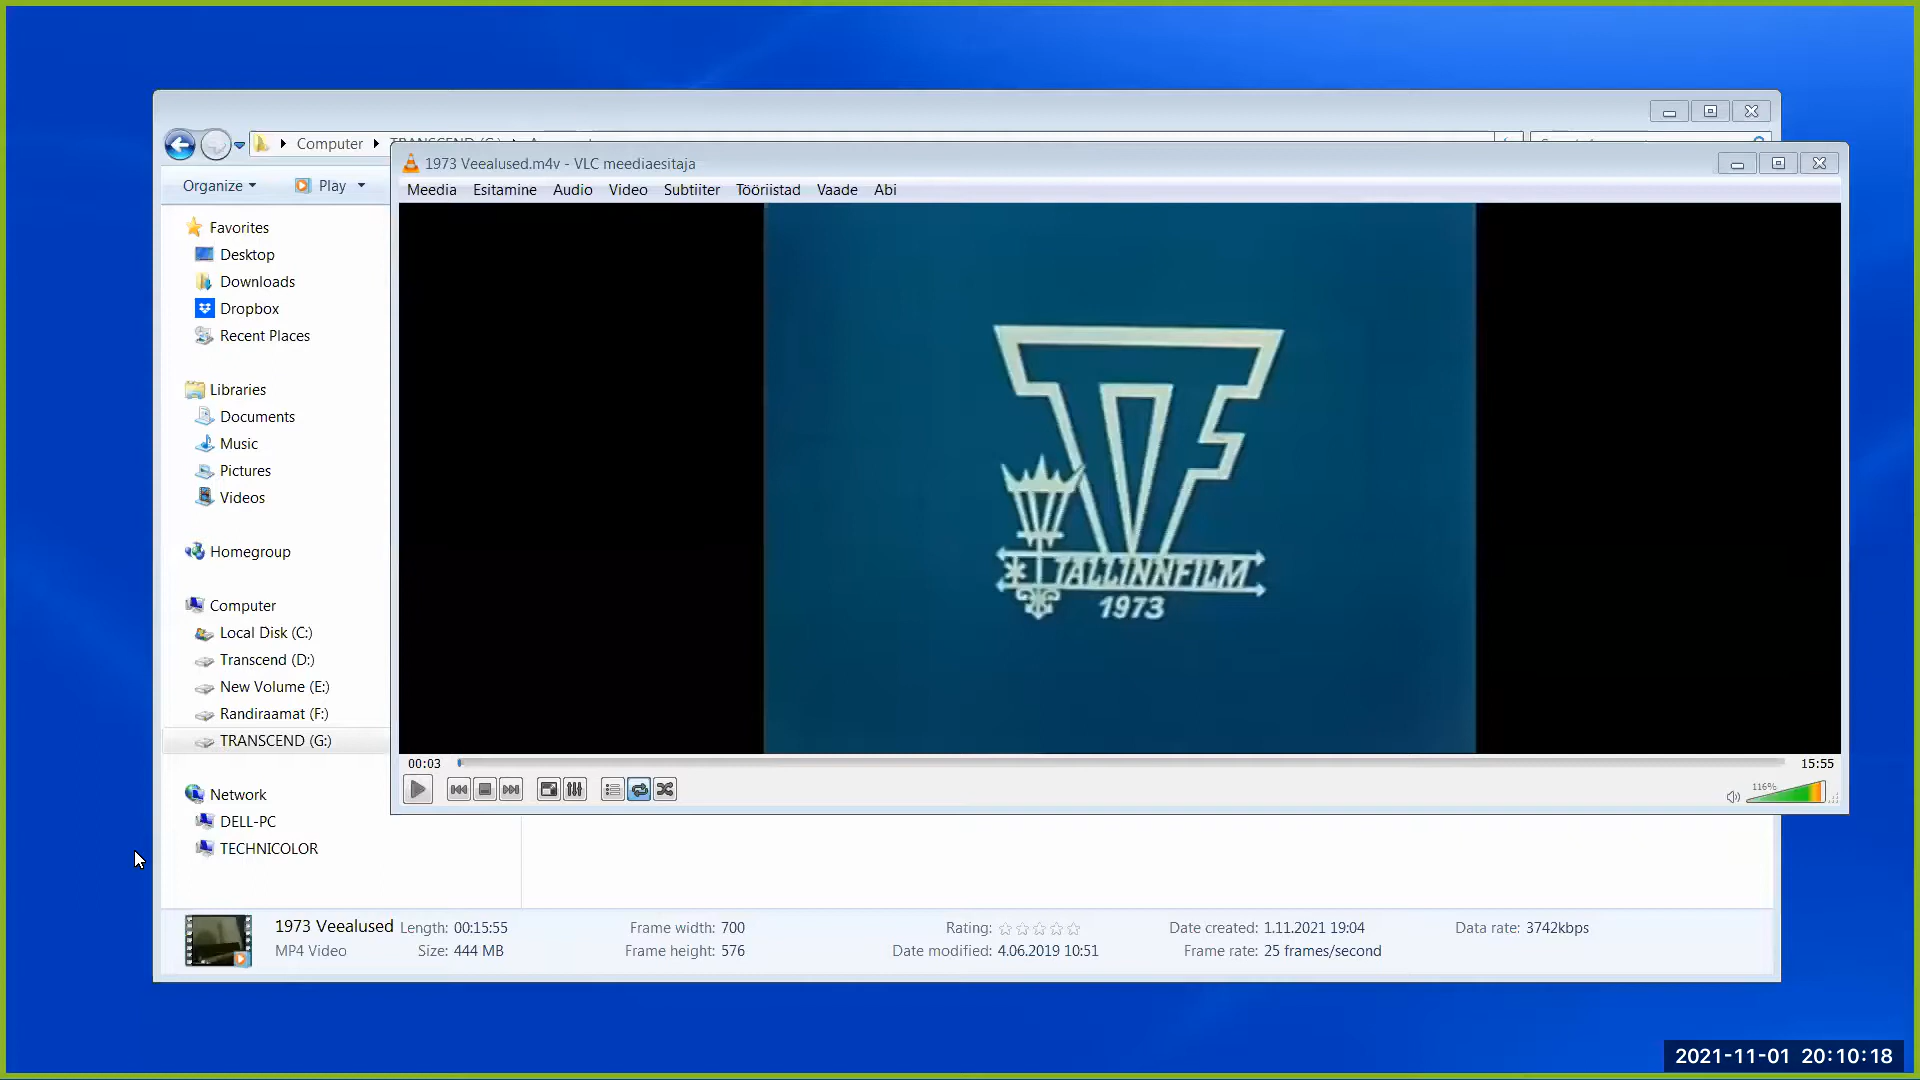 Computer
1973 Veealused.m4v - VLC meediaesitaja
Organize
Play
Meedia Esitamine Audio Video Subtiiter Tööriistad Vaade Abi
Favorites
Desktop
Downloads
Dropbox
Recent Places
Libraries
Documents
Music
Pictures
Videos
Homegroup
Computer
Local Disk (C:)
Transcend (D:)
New Volume (E:)
Randiraamat (F:)
TRANSCEND (G:)
Network
DELL-PC
TECHNICOLOR
TF
TALLINNFILM
1973
00:03
15:55
116%
1973 Veealused Length: 00:15:55 Frame width: 700 Rating: Date created: 1.11.2021 19:04 Data rate: 3742kbps
MP4 Video Size: 444 MB Frame height: 576 Date modified: 4.06.2019 10:51 Frame rate: 25 frames/second
2021-11-01 20:10:18